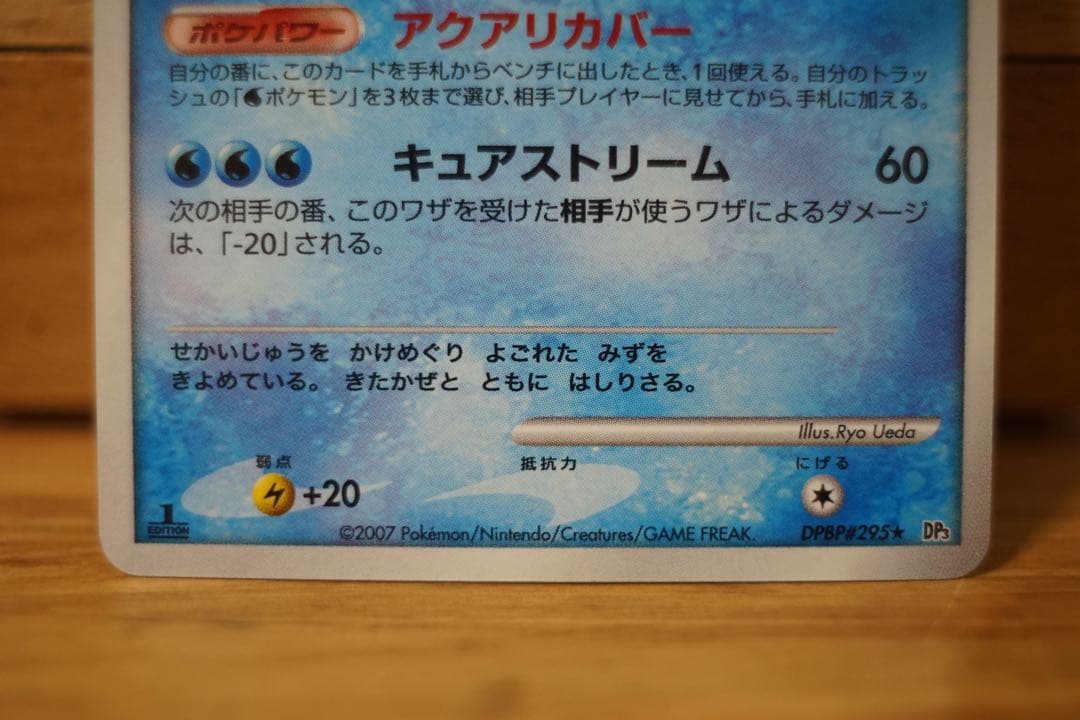 ポケパワー アクアリカバー
自分の番に、このカードを手札からベンチに出したとき、1回使える。自分のトラッ
シュの「ポケモン」を3枚まで選び、相手プレイヤーに見せてから、手札に加える。
キュアストリーム 60
次の相手の番、このワザを受けた相手が使うワザによるダメージ
は、「-20」される。
せかいじゅうを かけめぐり よごれた みずを
きよめている。 きたかぜと ともに はしりさる。
Illus.Ryo Ueda
弱点 抵抗力 にげる
+20
1 EDITION
©2007 Pokémon/Nintendo/Creatures/GAME FREAK. DPBP#295★ DP3